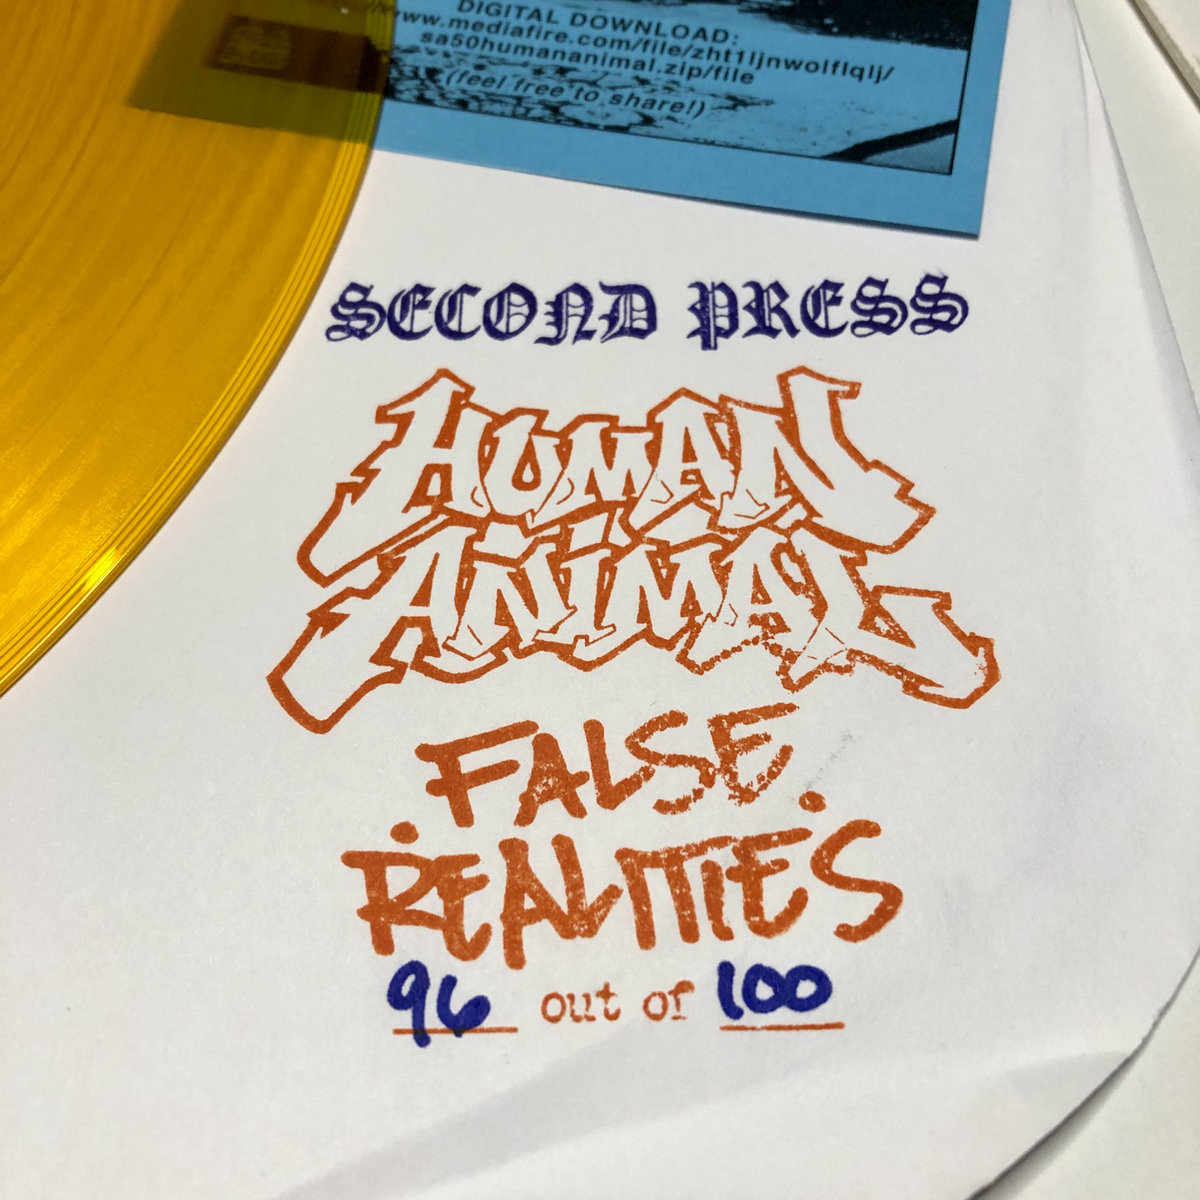 DIGITAL DOWNLOAD:
www.mediafire.com/file/zht1ljnwolflqlj/
sa50humananimal.zip/file
(feel free to share!)
SECOND PRESS
HUMAN
ANIMAL
FALSE
REALITIES
96 out of 100